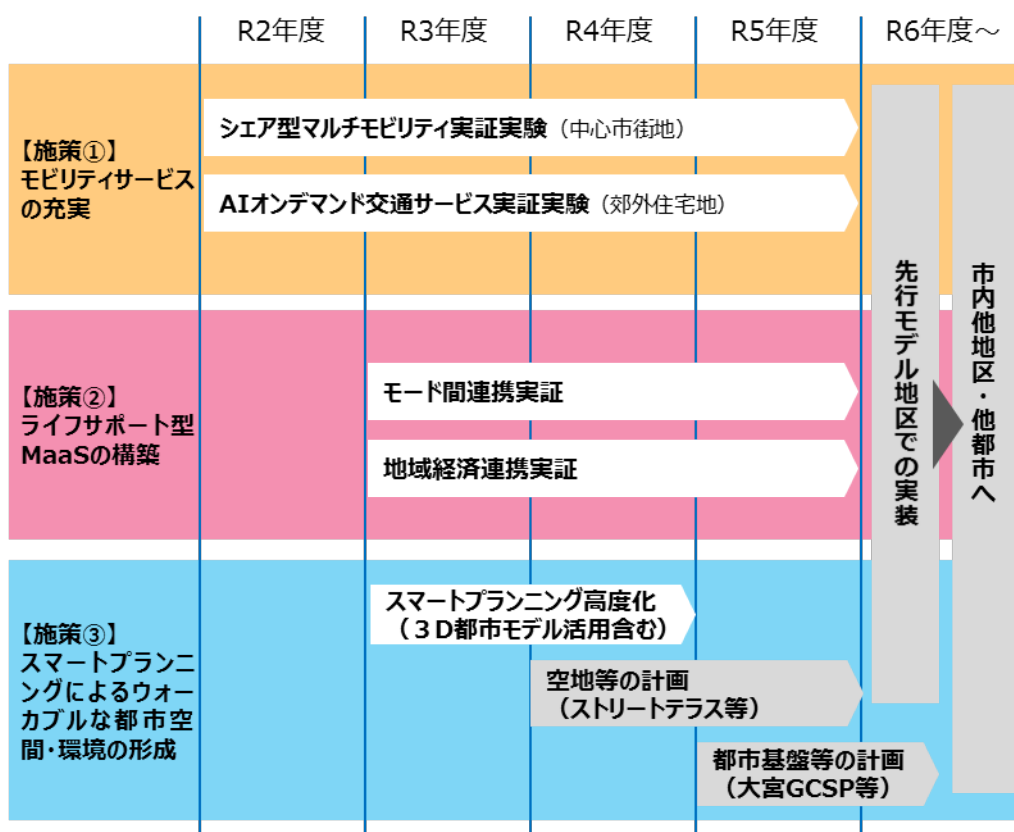 R2年度
R3年度
R4年度
R5年度
R6年度～
【施策①】
モビリティサービス
の充実
シェア型マルチモビリティ実証実験（中心市街地）
AIオンデマンド交通サービス実証実験（郊外住宅地）
【施策②】
ライフサポート型
MaaSの構築
モード間連携実証
地域経済連携実証
【施策③】
スマートプランニ
ングによるウォー
カブルな都市空
間・環境の形成
スマートプランニング高度化
（３D都市モデル活用含む）
空地等の計画
（ストリートテラス等）
都市基盤等の計画
（大宮GCSP等）
先行モデル地区での実装
市内他地区・他都市へ